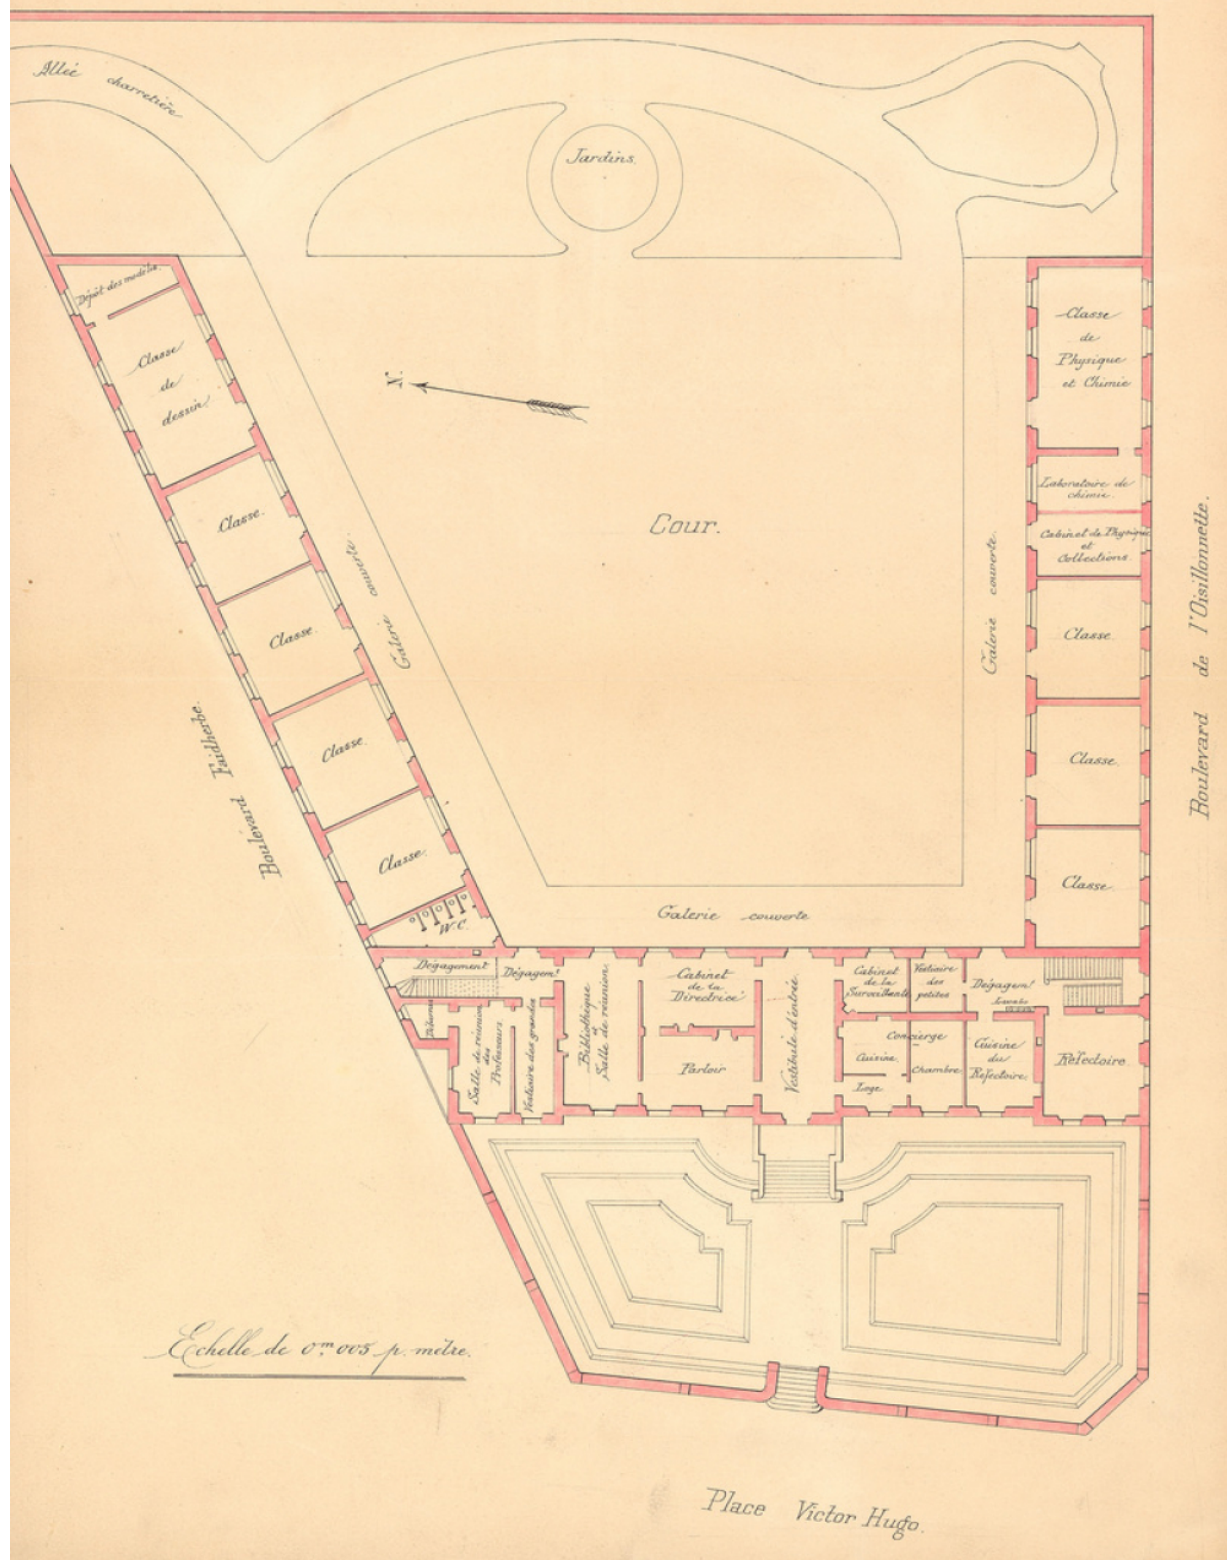 Allée charretière
Jardins.
Dépôt des modèles.
Classe
de
dessin
Classe
de
Physique
et Chimie
N.
Cour.
Laboratoire de
chimie.
Cabinet de Physique
et
Collections.
Classe.
Classe.
Classe.
Classe.
Galerie couverte.
Galerie couverte.
Classe
Classe.
Classe.
Boulevard Faidherbe.
Boulevard de l'Oisillonnette.
W.C.
Galerie couverte
Dégagement
Dégagemt
Bibliothèque
et
Salle de réunion.
Cabinet
de la
Directrice
Vestibule d'entrée
Cabinet
de la
Surveillante
Vestiaire
des
petites
Dégagemt
Lavabo
Salle de réunion
des
Professeurs
Vestiaire des grandes
Parloir
Concierge
Cuisine.
Loge
Chambre
Cuisine
du
Réfectoire.
Réfectoire.
Echelle de 0m005 p. mètre.
Place Victor Hugo.